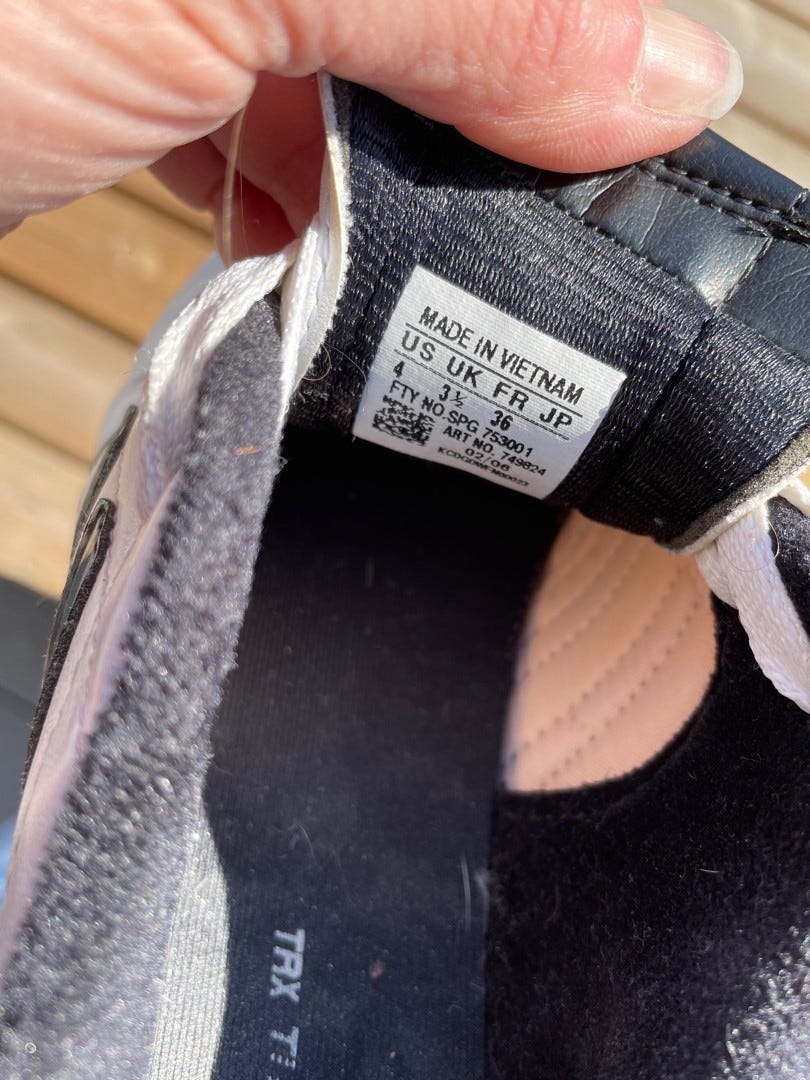 MADE IN VIETNAM
US UK FR JP
4 3½ 36
FTY NO. SPG 753001
ART NO. 749824
02/06
TRX T